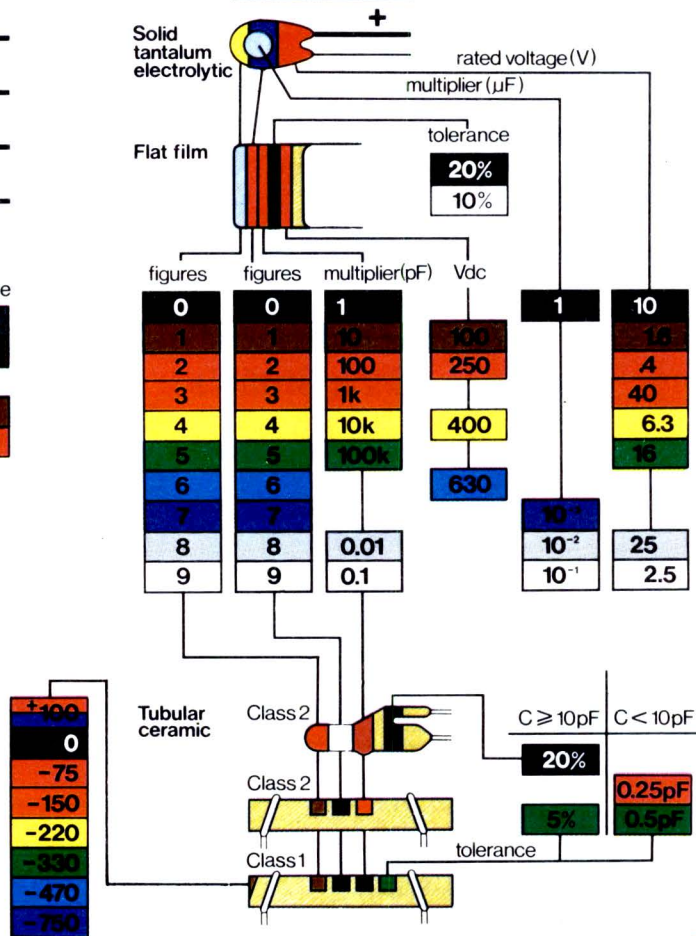 Solid
tantalum
electrolytic
+
rated voltage (V)
multiplier (µF)
Flat film
tolerance
20%
10%
figures figures multiplier(pF) Vdc
0 0 1 1 10
1 1 10 100 1.6
2 2 100 250 .4
3 3 1k 40
4 4 10k 400 6.3
5 5 100k 16
6 6 630
7 7 10⁻³
8 8 0.01 10⁻² 25
9 9 0.1 10⁻¹ 2.5
e
+100
0
-75
-150
-220
-330
-470
-750
Tubular
ceramic
Class 2
Class 2
Class 1
C ⩾ 10pF C < 10pF
20%
0.25pF
5% 0.5pF
tolerance